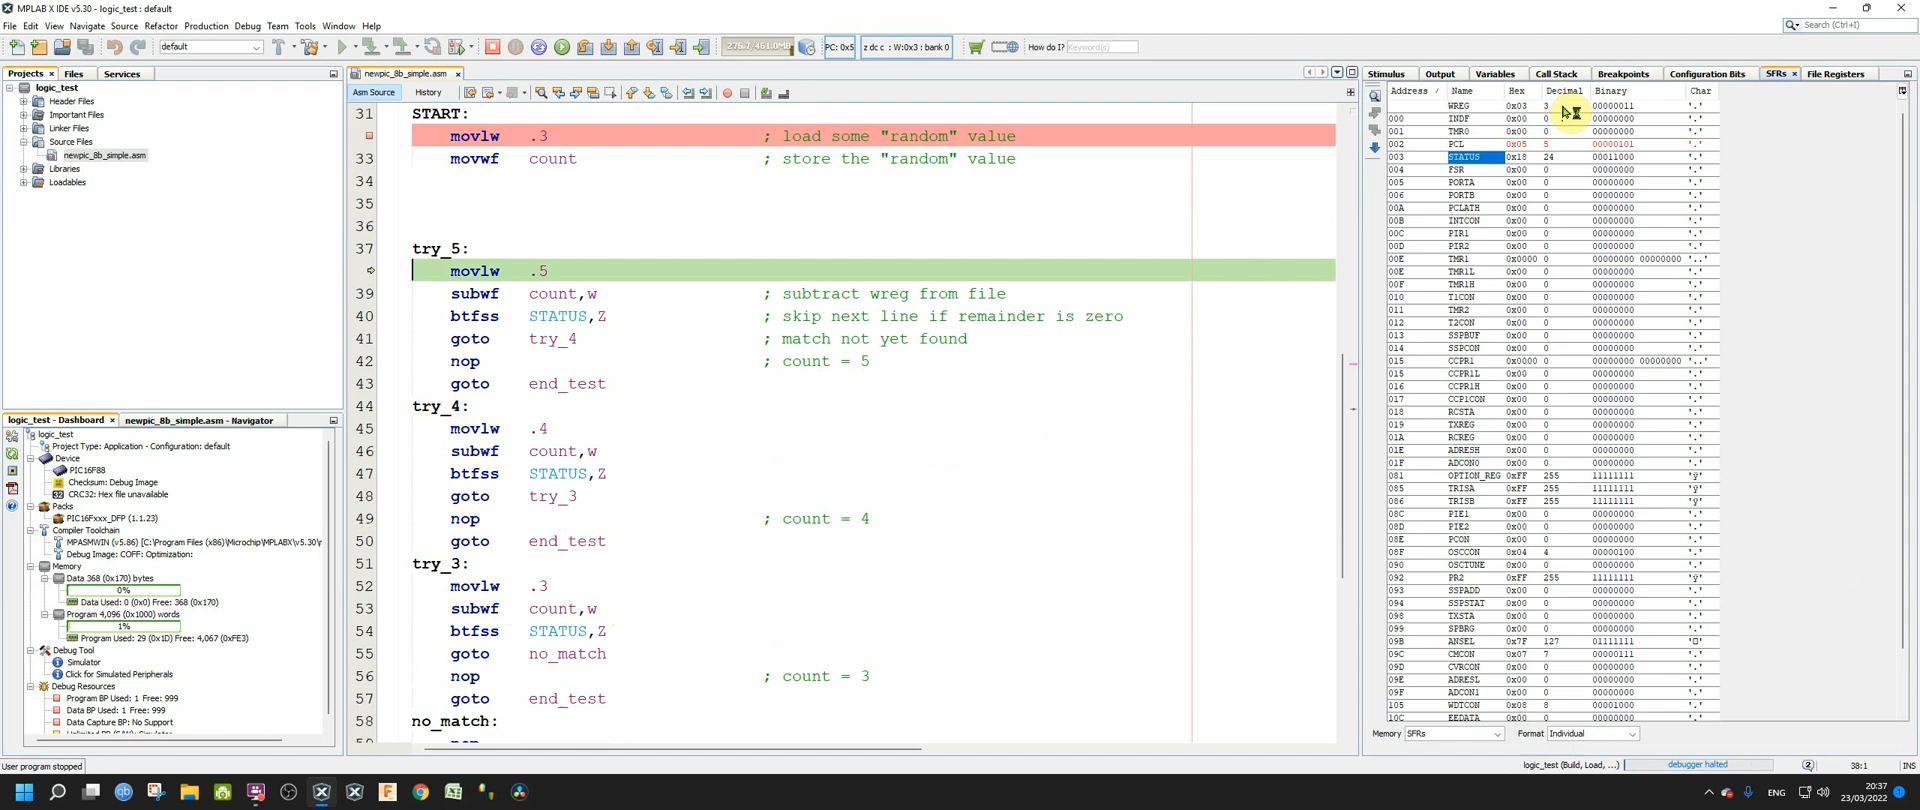 MPLAB X IDE v5.30 - logic_test : default
File Edit View Navigate Source Refactor Production Debug Team Tools Window Help
Search (Ctrl+I)
default
276.7/461.0MB
PC: 0x5
z dc c : W:0x3 : bank 0
How do I? Keyword(s)
Projects Files Services
logic_test
Header Files
Important Files
Linker Files
Source Files
newpic_8b_simple.asm
Libraries
Loadables
logic_test - Dashboard newpic_8b_simple.asm - Navigator
logic_test
Project Type: Application - Configuration: default
Device
PIC16F88
Checksum: Debug Image
CRC32: Hex file unavailable
Packs
PIC16Fxxx_DFP (1.1.23)
Compiler Toolchain
MPASMWIN (v5.86) [C:\Program Files (x86)\Microchip\MPLABX\v5.30\
Debug Image: COFF: Optimization:
Memory
Data 368 (0x170) bytes
0%
Data Used: 0 (0x0) Free: 368 (0x170)
Program 4,096 (0x1000) words
1%
Program Used: 29 (0x1D) Free: 4,067 (0xFE3)
Debug Tool
Simulator
Click for Simulated Peripherals
Debug Resources
Program BP Used: 1 Free: 999
Data BP Used: 1 Free: 999
Data Capture BP: No Support
User program stopped
newpic_8b_simple.asm
Asm Source History
31 START:
movlw .3 ; load some "random" value
33 movwf count ; store the "random" value
34
35
36
37 try_5:
movlw .5
39 subwf count,w ; subtract wreg from file
40 btfss STATUS,Z ; skip next line if remainder is zero
41 goto try_4 ; match not yet found
42 nop ; count = 5
43 goto end_test
44 try_4:
45 movlw .4
46 subwf count,w
47 btfss STATUS,Z
48 goto try_3
49 nop ; count = 4
50 goto end_test
51 try_3:
52 movlw .3
53 subwf count,w
54 btfss STATUS,Z
55 goto no_match
56 nop ; count = 3
57 goto end_test
58 no_match:
Stimulus Output Variables Call Stack Breakpoints Configuration Bits SFRs File Registers
Address Name Hex Decimal Binary Char
WREG 0x03 3 00000011 '.'
000 INDF 0x00 0 00000000 '.'
001 TMR0 0x00 0 00000000 '.'
002 PCL 0x05 5 00000101 '.'
003 STATUS 0x18 24 00011000 '.'
004 FSR 0x00 0 00000000 '.'
005 PORTA 0x00 0 00000000 '.'
006 PORTB 0x00 0 00000000 '.'
00A PCLATH 0x00 0 00000000 '.'
00B INTCON 0x00 0 00000000 '.'
00C PIR1 0x00 0 00000000 '.'
00D PIR2 0x00 0 00000000 '.'
00E TMR1 0x0000 0 00000000 00000000 '..'
00E TMR1L 0x00 0 00000000 '.'
00F TMR1H 0x00 0 00000000 '.'
010 T1CON 0x00 0 00000000 '.'
011 TMR2 0x00 0 00000000 '.'
012 T2CON 0x00 0 00000000 '.'
013 SSPBUF 0x00 0 00000000 '.'
014 SSPCON 0x00 0 00000000 '.'
015 CCPR1 0x0000 0 00000000 00000000 '..'
015 CCPR1L 0x00 0 00000000 '.'
016 CCPR1H 0x00 0 00000000 '.'
017 CCP1CON 0x00 0 00000000 '.'
018 RCSTA 0x00 0 00000000 '.'
019 TXREG 0x00 0 00000000 '.'
01A RCREG 0x00 0 00000000 '.'
01E ADRESH 0x00 0 00000000 '.'
01F ADCON0 0x00 0 00000000 '.'
081 OPTION_REG 0xFF 255 11111111 'ÿ'
085 TRISA 0xFF 255 11111111 'ÿ'
086 TRISB 0xFF 255 11111111 'ÿ'
08C PIE1 0x00 0 00000000 '.'
08D PIE2 0x00 0 00000000 '.'
08E PCON 0x00 0 00000000 '.'
08F OSCCON 0x04 4 00000100 '.'
090 OSCTUNE 0x00 0 00000000 '.'
092 PR2 0xFF 255 11111111 'ÿ'
093 SSPADD 0x00 0 00000000 '.'
094 SSPSTAT 0x00 0 00000000 '.'
098 TXSTA 0x00 0 00000000 '.'
099 SPBRG 0x00 0 00000000 '.'
09B ANSEL 0x7F 127 01111111 '□'
09C CMCON 0x07 7 00000111 '.'
09D CVRCON 0x00 0 00000000 '.'
09E ADRESL 0x00 0 00000000 '.'
09F ADCON1 0x00 0 00000000 '.'
105 WDTCON 0x08 8 00001000 '.'
10C EEDATA 0x00 0 00000000 '.'
Memory SFRs Format Individual
logic_test (Build, Load, ...) debugger halted 2 38:1 INS
ENG 20:37
23/03/2022